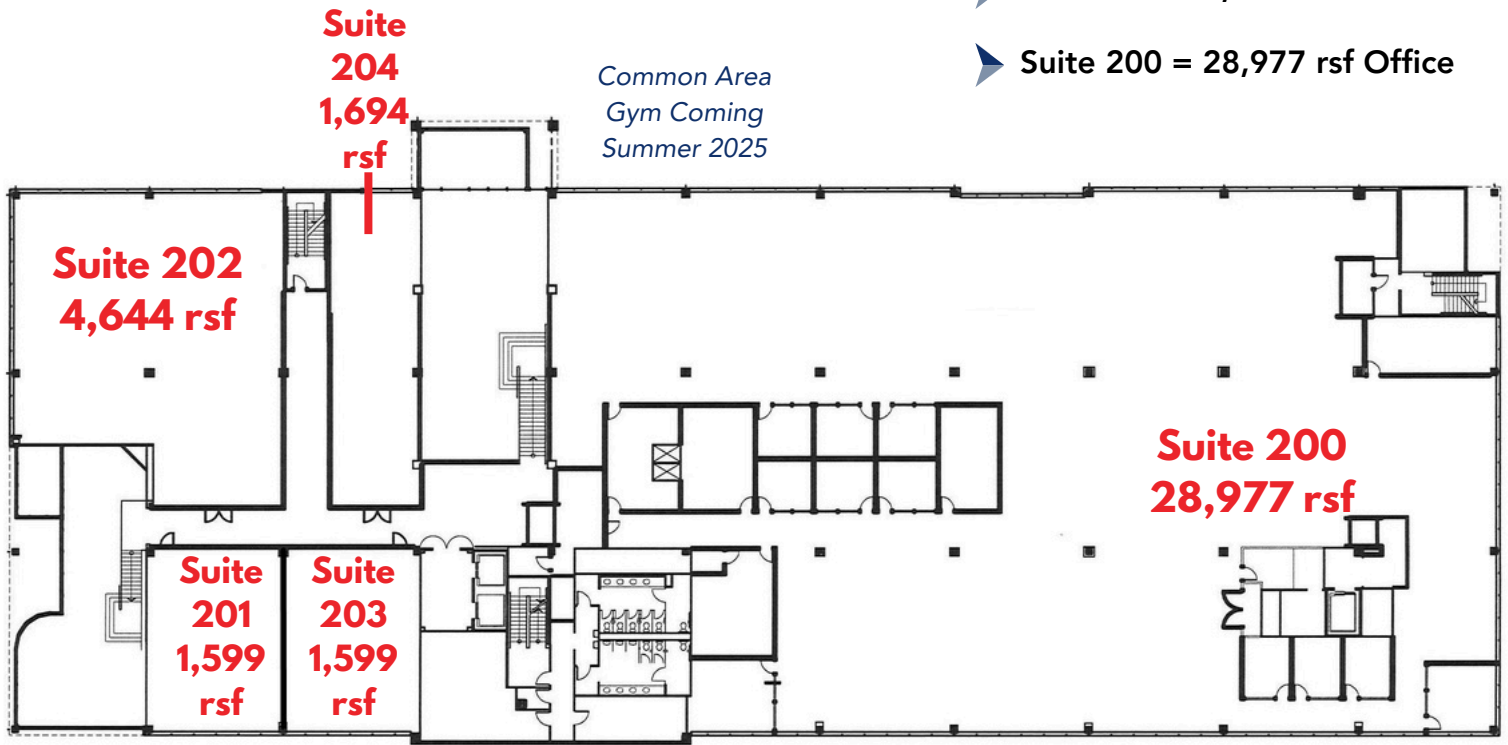 Suite 200 = 28,977 rsf Office
Suite
204
1,694
rsf
Common Area
Gym Coming
Summer 2025
Suite 202
4,644 rsf
Suite 200
28,977 rsf
Suite
201
1,599
rsf
Suite
203
1,599
rsf